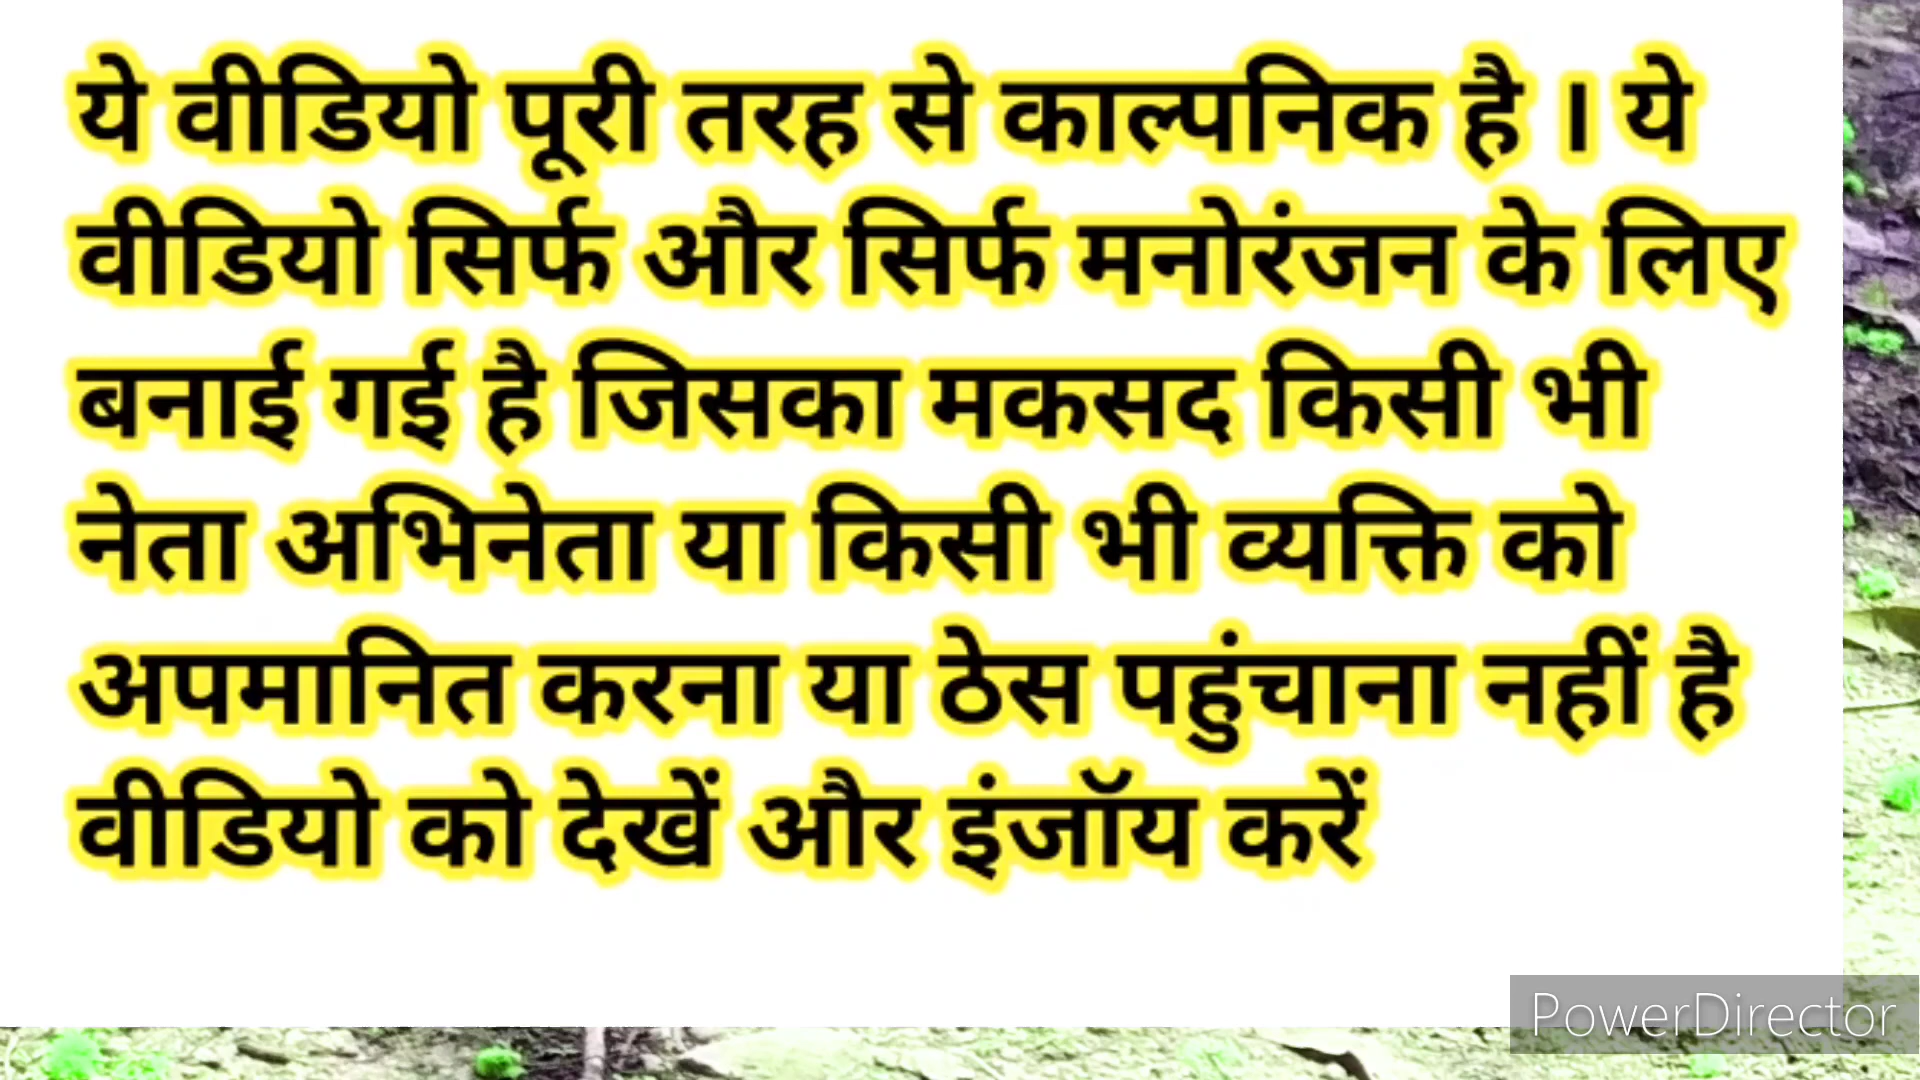 ये वीडियो पूरी तरह से काल्पनिक है । ये
वीडियो सिर्फ और सिर्फ मनोरंजन के लिए
बनाई गई है जिसका मकसद किसी भी
नेता अभिनेता या किसी भी व्यक्ति को
अपमानित करना या ठेस पहुंचाना नहीं है
वीडियो को देखें और इंजॉय करें
PowerDirector